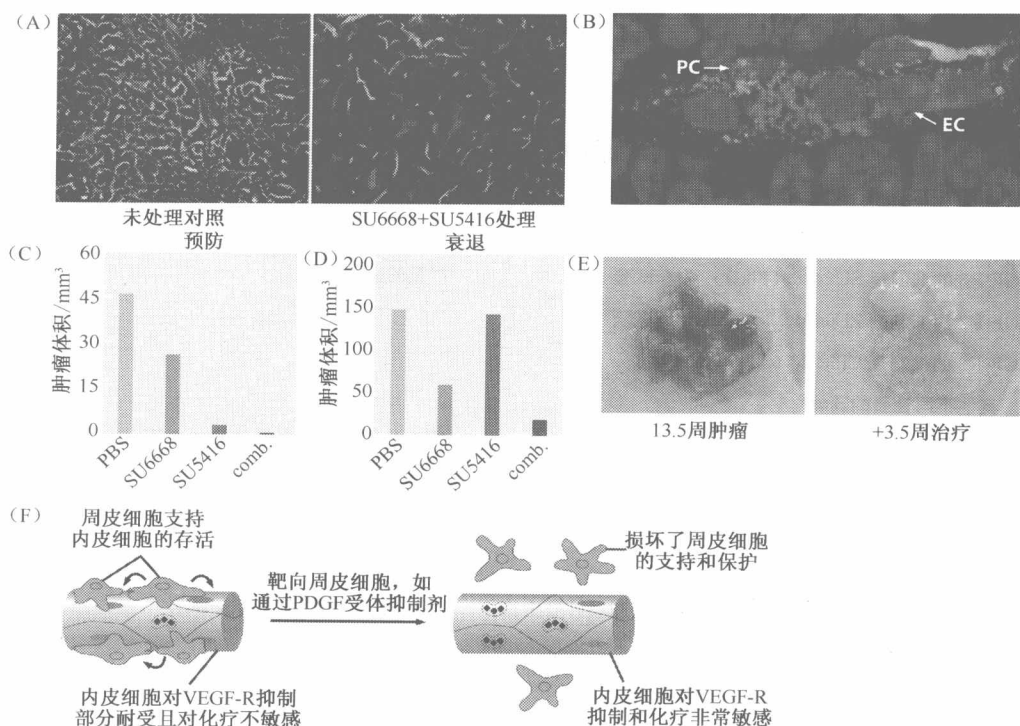 （A）
（B）
PC
EC
未处理对照
SU6668+SU5416处理
预防
衰退
（C）
肿瘤体积/mm³
60
45
30
15
0
PBS
SU6668
SU5416
comb.
（D）
肿瘤体积/mm³
200
150
100
50
0
PBS
SU6668
SU5416
comb.
（E）
13.5周肿瘤
+3.5周治疗
（F）
周皮细胞支持
内皮细胞的存活
靶向周皮细胞，如
通过PDGF受体抑制剂
损坏了周皮细胞
的支持和保护
内皮细胞对VEGF-R抑制
部分耐受且对化疗不敏感
内皮细胞对VEGF-R
抑制和化疗非常敏感